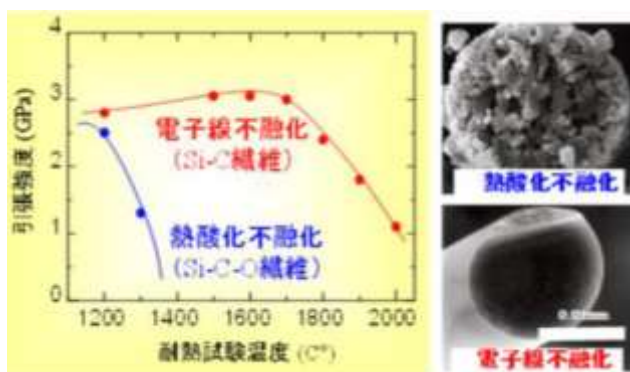 引張強度 (GPa)
4
3
2
1
0
電子線不融化
(Si-C繊維)
熱酸化不融化
(Si-C-O繊維)
1200 1400 1600 1800 2000
耐熱試験温度 (C°)
熱酸化不融化
電子線不融化